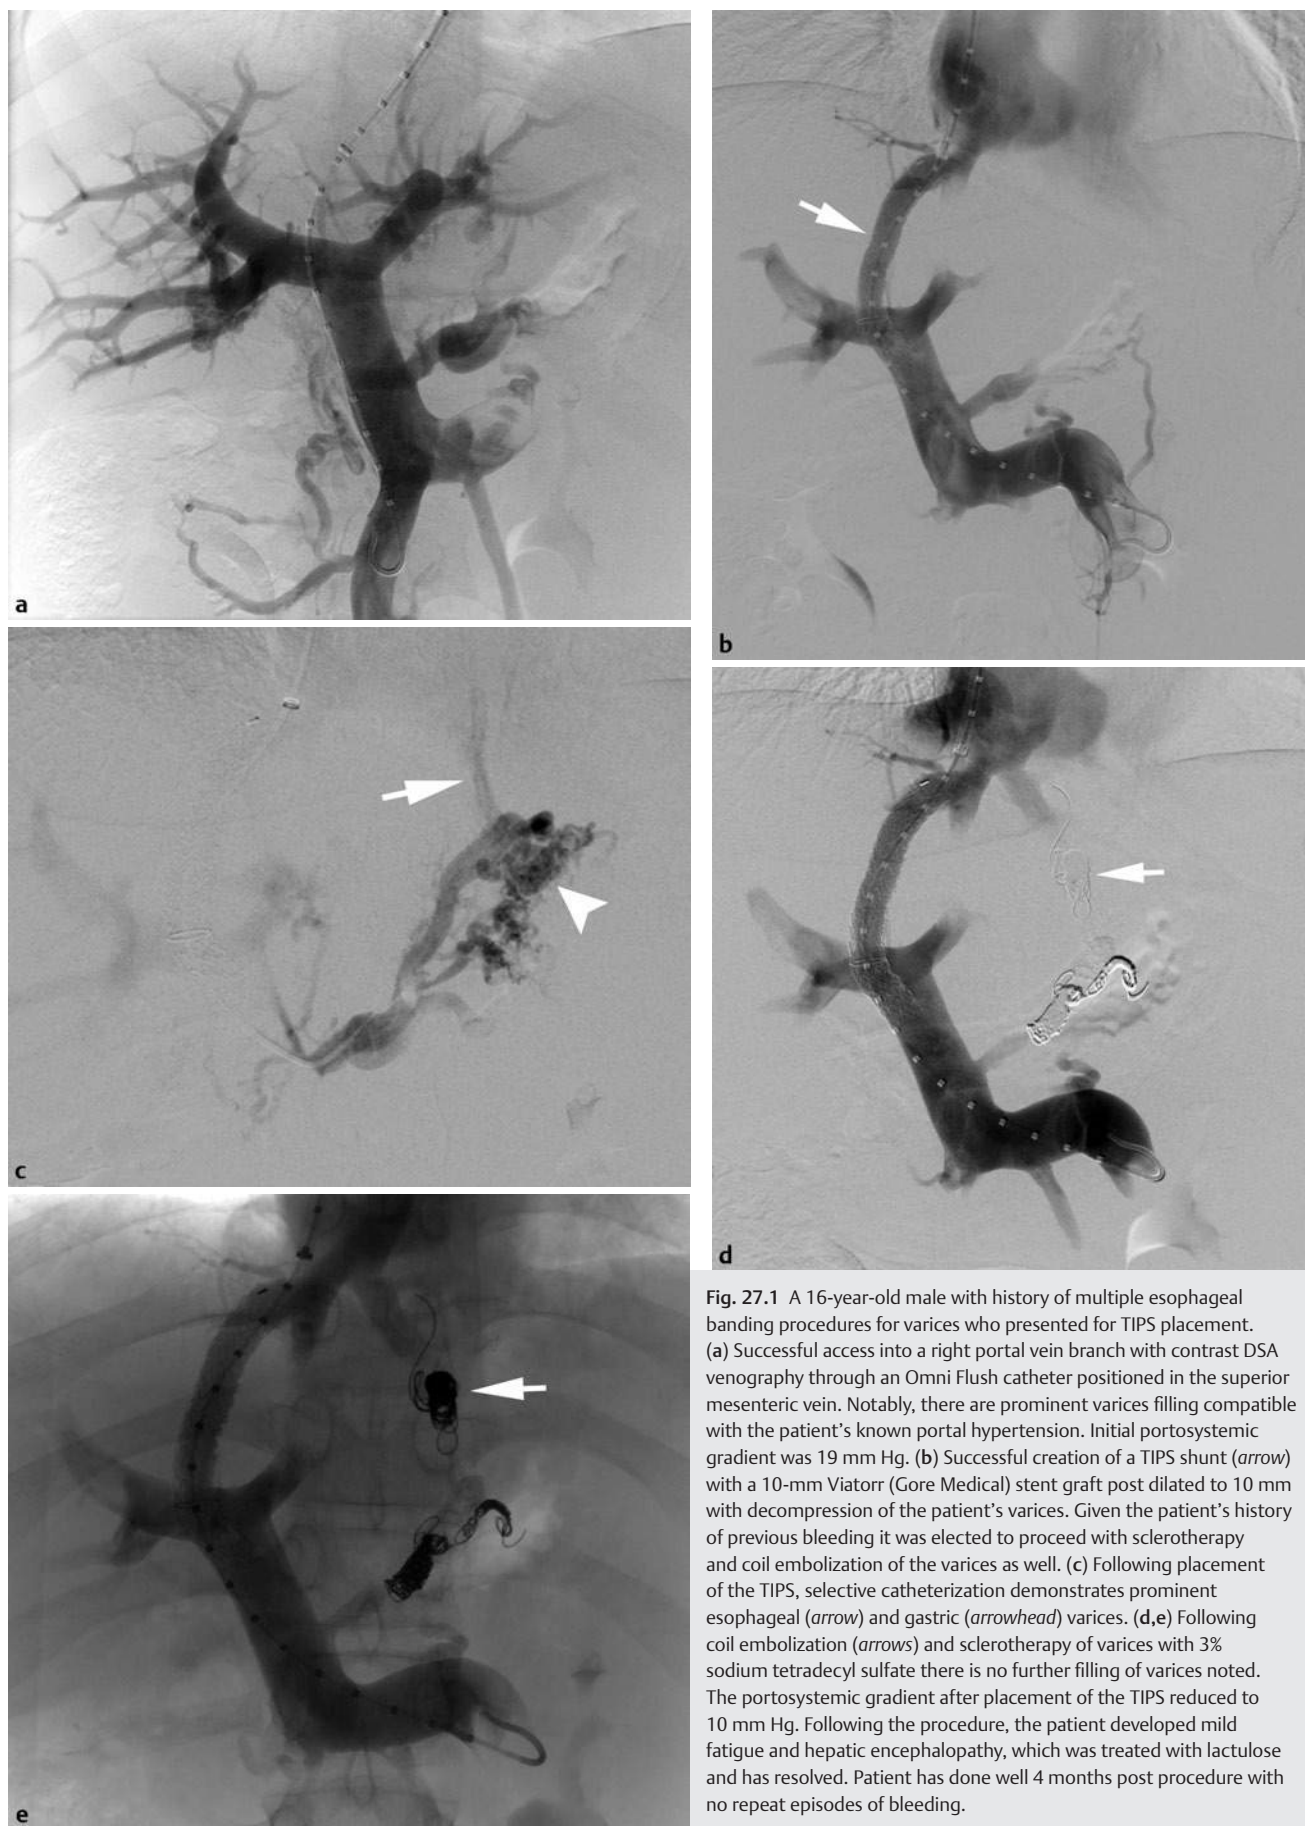 a
b
c
d
e
Fig. 27.1 A 16-year-old male with history of multiple esophageal
banding procedures for varices who presented for TIPS placement.
(a) Successful access into a right portal vein branch with contrast DSA
venography through an Omni Flush catheter positioned in the superior
mesenteric vein. Notably, there are prominent varices filling compatible
with the patient's known portal hypertension. Initial portosystemic
gradient was 19 mm Hg. (b) Successful creation of a TIPS shunt (arrow)
with a 10-mm Viatorr (Gore Medical) stent graft post dilated to 10 mm
with decompression of the patient's varices. Given the patient's history
of previous bleeding it was elected to proceed with sclerotherapy
and coil embolization of the varices as well. (c) Following placement
of the TIPS, selective catheterization demonstrates prominent
esophageal (arrow) and gastric (arrowhead) varices. (d,e) Following
coil embolization (arrows) and sclerotherapy of varices with 3%
sodium tetradecyl sulfate there is no further filling of varices noted.
The portosystemic gradient after placement of the TIPS reduced to
10 mm Hg. Following the procedure, the patient developed mild
fatigue and hepatic encephalopathy, which was treated with lactulose
and has resolved. Patient has done well 4 months post procedure with
no repeat episodes of bleeding.